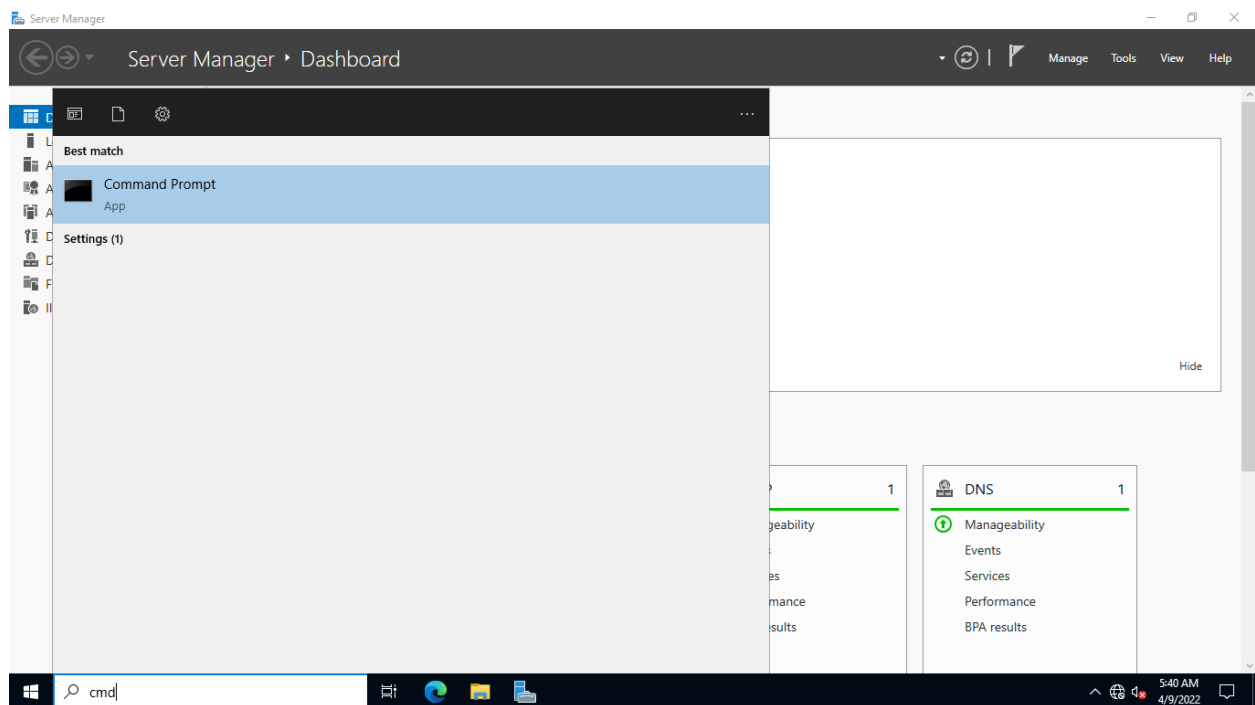 Server Manager
Server Manager ‣ Dashboard
Manage Tools View Help
Best match
Command Prompt
App
Settings (1)
Hide
1
DNS 1
Manageability
Events
Services
Performance
BPA results
cmd
5:40 AM
4/9/2022